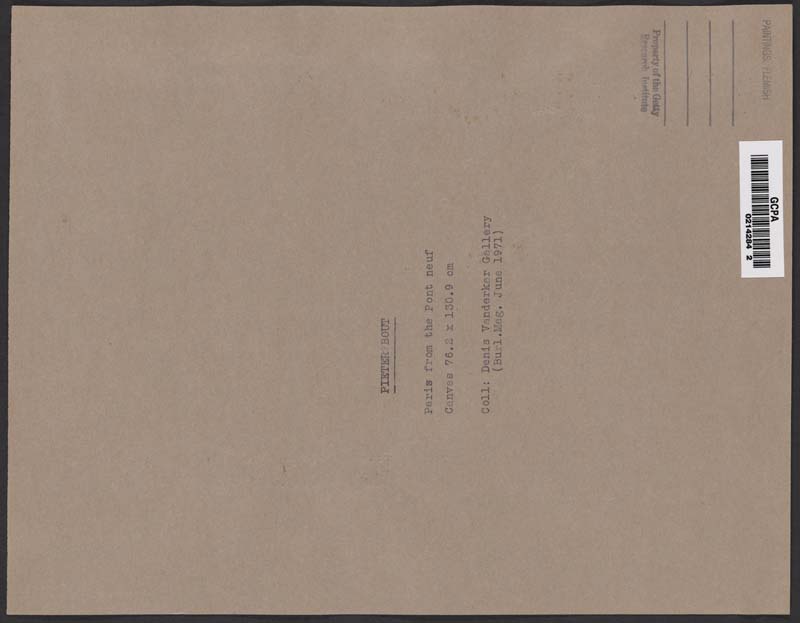 PIETER BOUT
Paris from the Pont neuf
Canvas 76.2 x 130.9 cm
Coll: Denis Vanderkar Gallery
(Burl.Mag. June 1971)
Property of the Getty
Research Institute
PAINTINGS, FLEMISH
GCPA
0214284 2